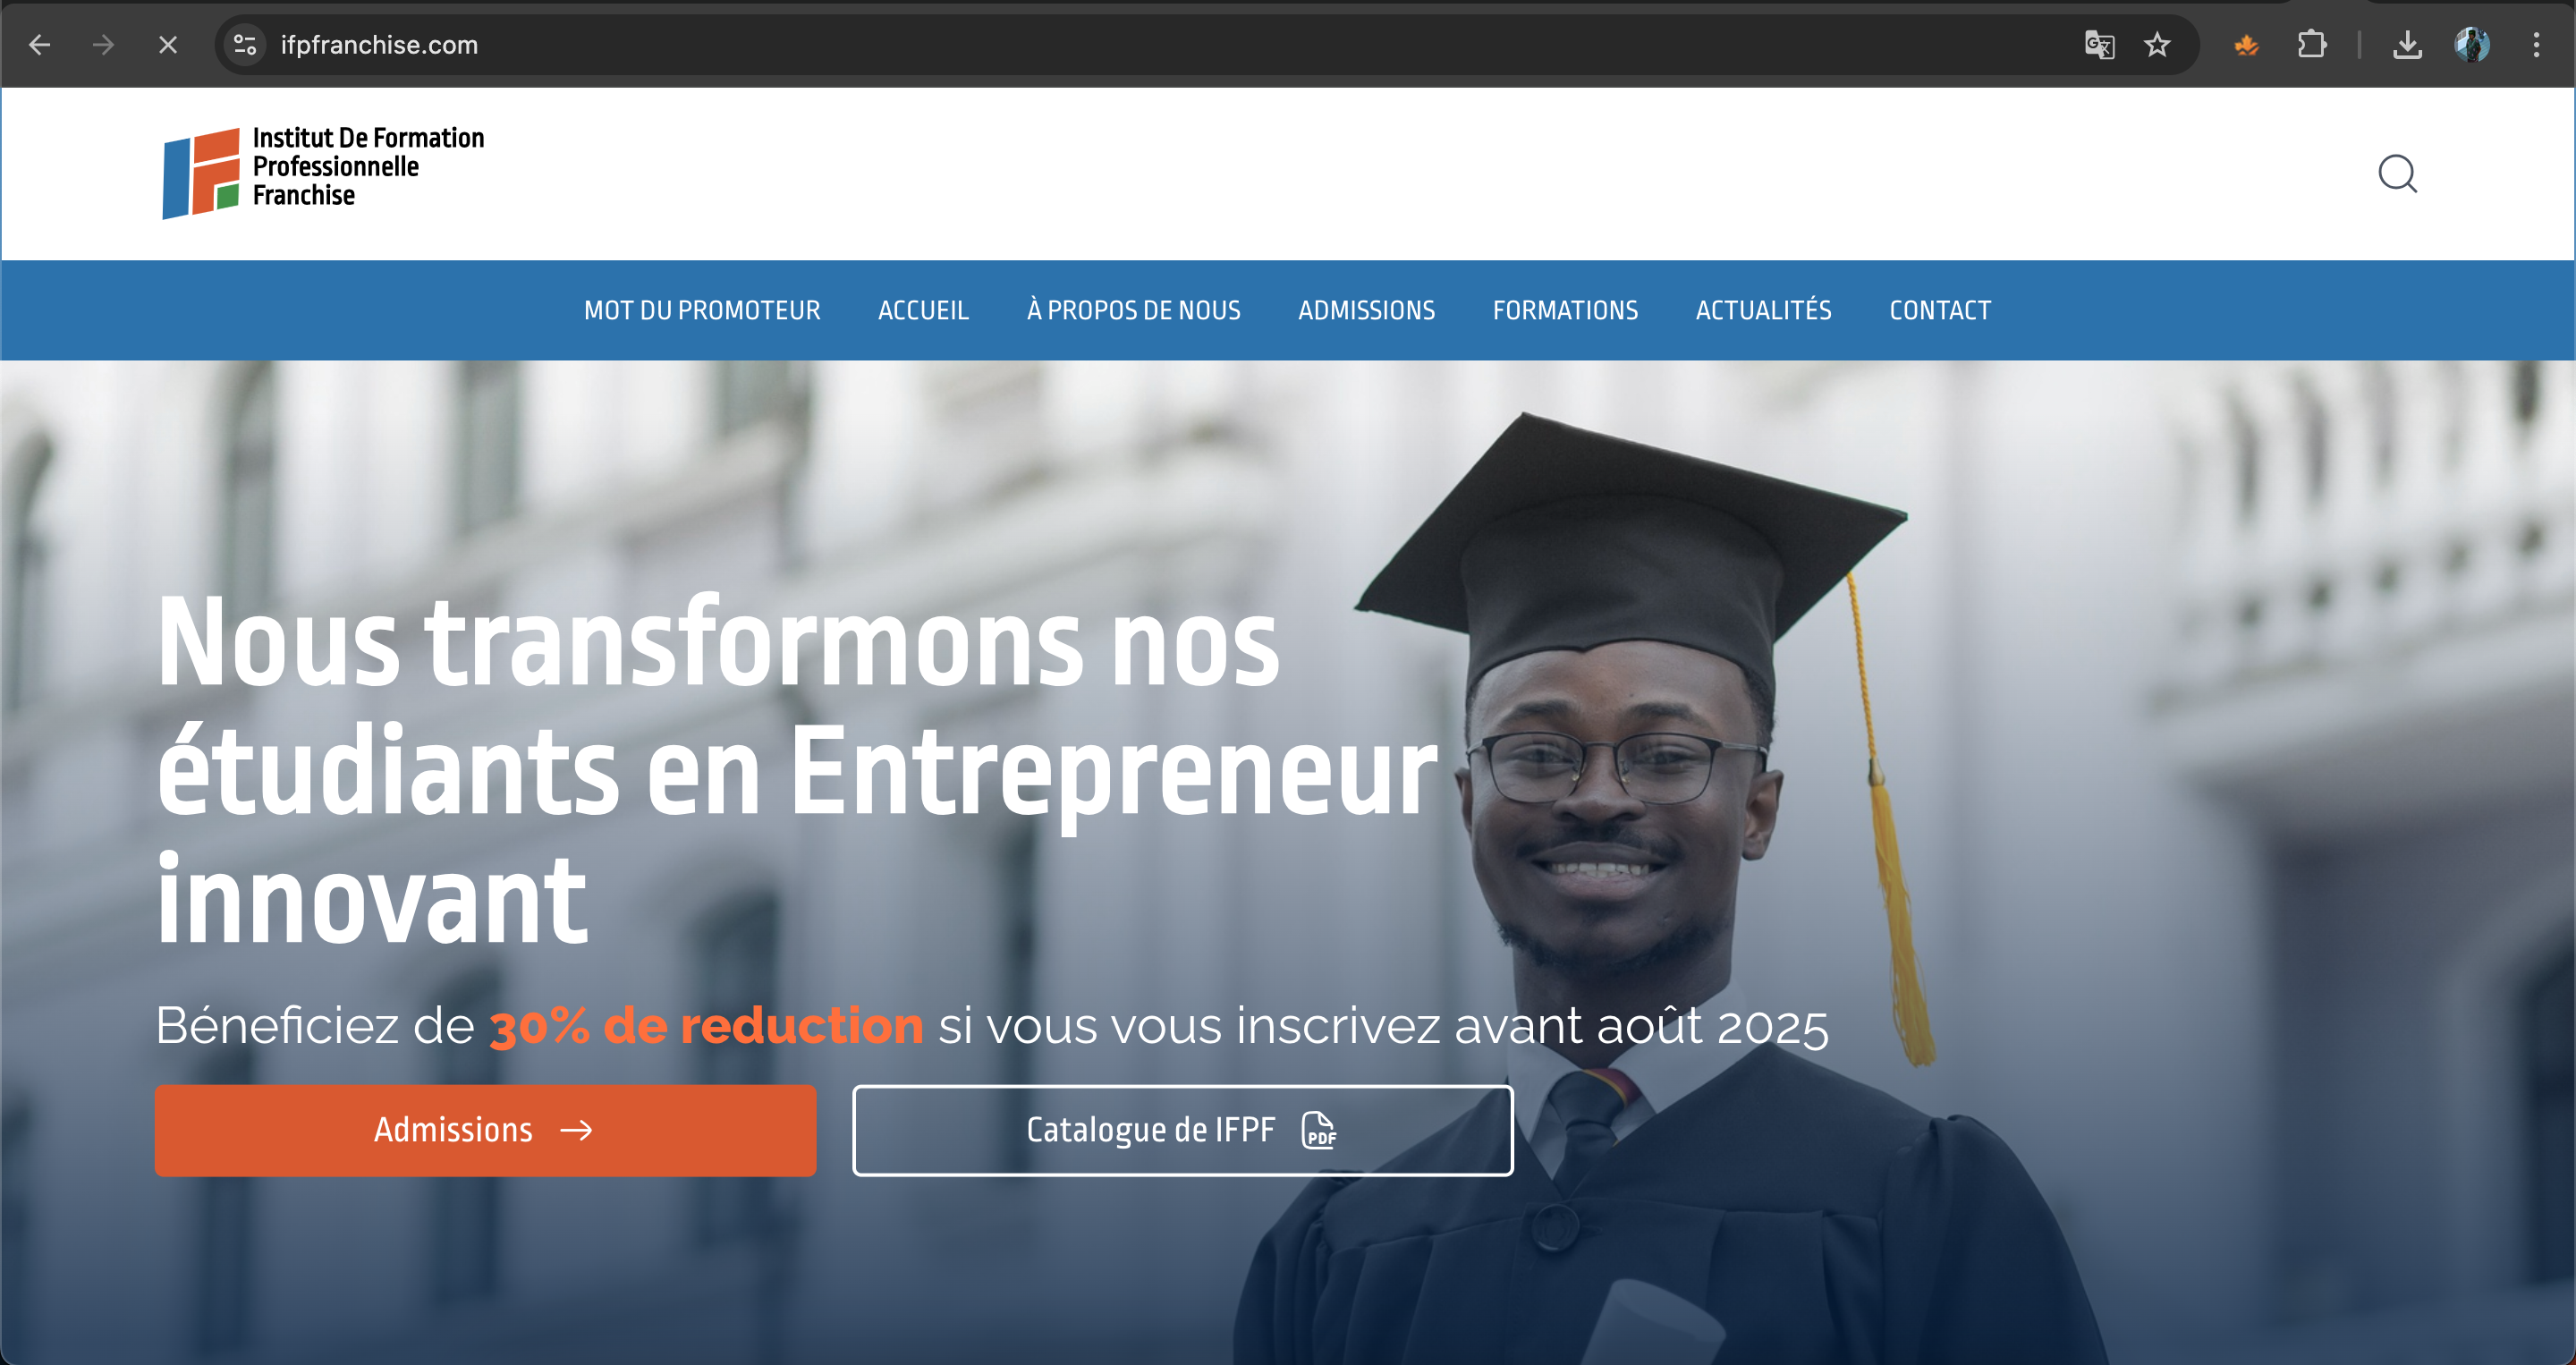 ifpfranchise.com
Institut De Formation
Professionnelle
Franchise
MOT DU PROMOTEUR ACCUEIL À PROPOS DE NOUS ADMISSIONS FORMATIONS ACTUALITÉS CONTACT
Nous transformons nos
étudiants en Entrepreneur
innovant
Béneficiez de 30% de reduction si vous vous inscrivez avant août 2025
Admissions
Catalogue de IFPF PDF